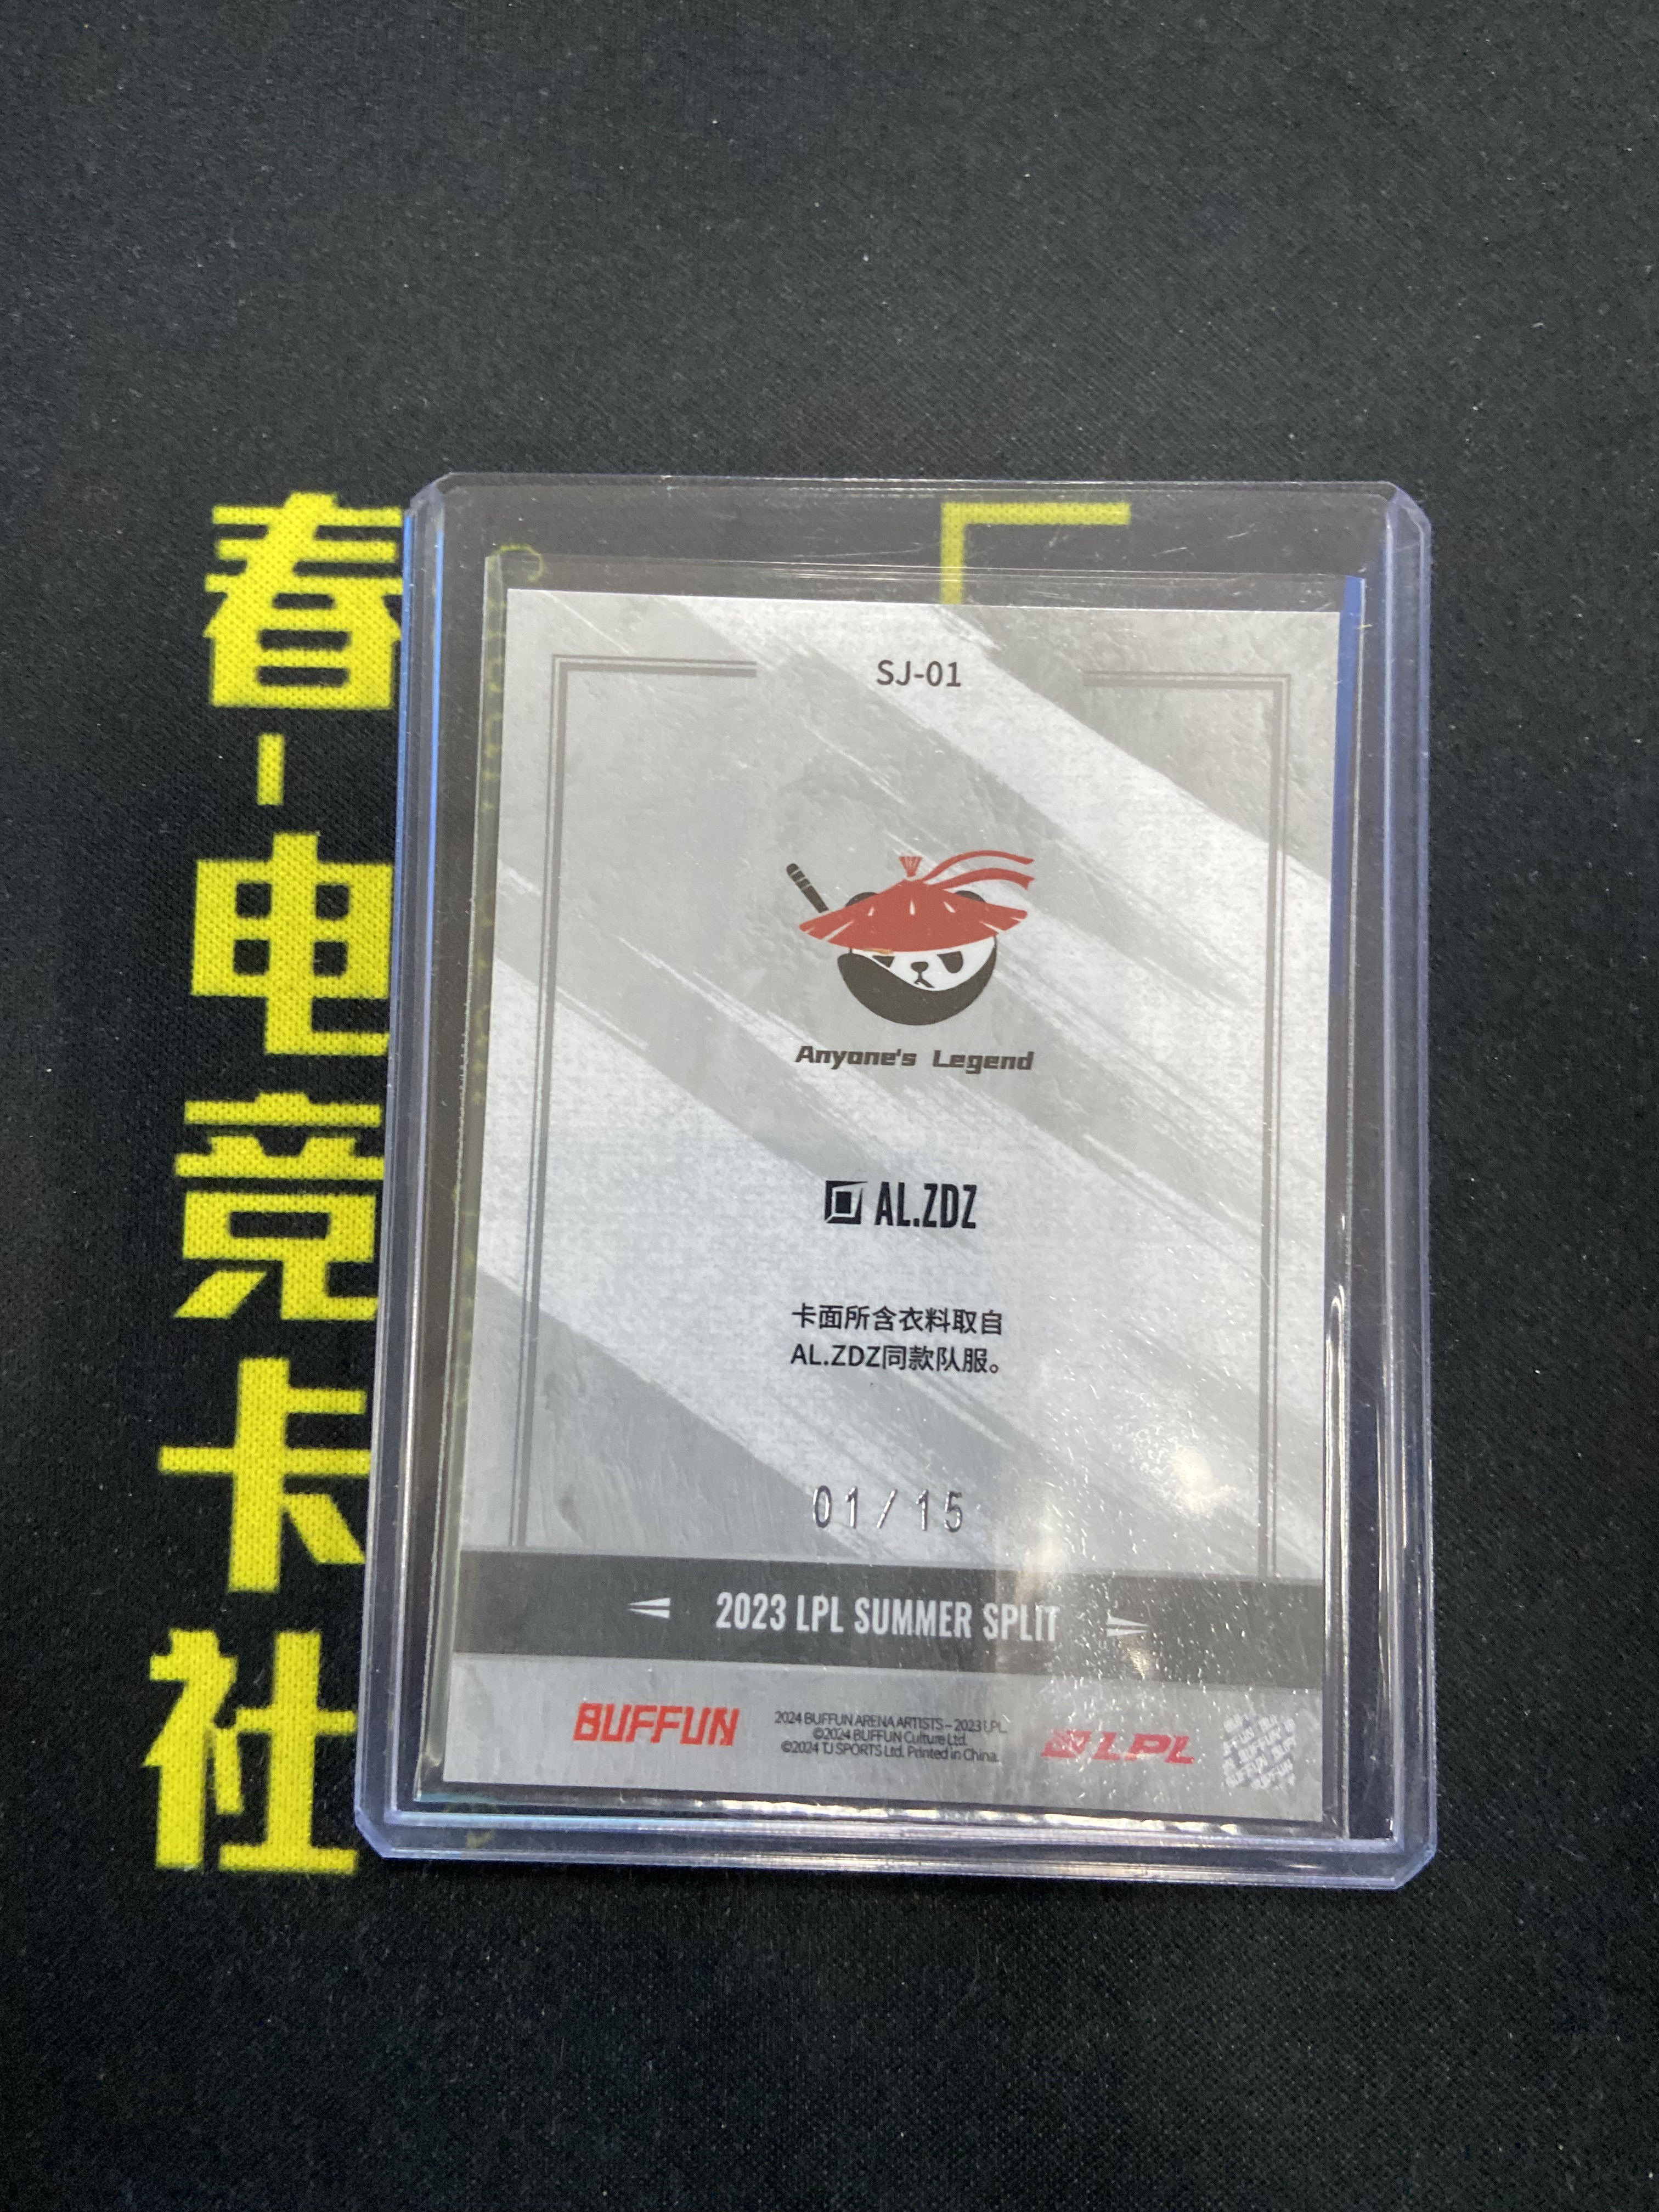 春-电竞卡社
SJ-01
Anyone's Legend
AL.ZDZ
卡面所含衣料取自
AL.ZDZ同款队服。
01/15
2023 LPL SUMMER SPLIT
BUFFUN
2024 BUFFUN ARENA ARTISTS – 2023 LPL.
©2024 BUFFUN Culture Ltd.
©2024 TJ SPORTS Ltd. Printed in China.
LPL